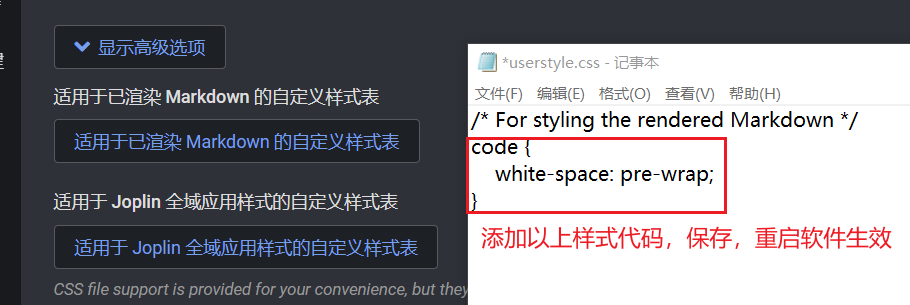 显示高级选项
适用于已渲染 Markdown 的自定义样式表
适用于已渲染 Markdown 的自定义样式表
适用于 Joplin 全域应用样式的自定义样式表
适用于 Joplin 全域应用样式的自定义样式表
CSS file support is provided for your convenience, but they
*userstyle.css - 记事本
文件(F) 编辑(E) 格式(O) 查看(V) 帮助(H)
/* For styling the rendered Markdown */
code {
white-space: pre-wrap;
}
添加以上样式代码，保存，重启软件生效